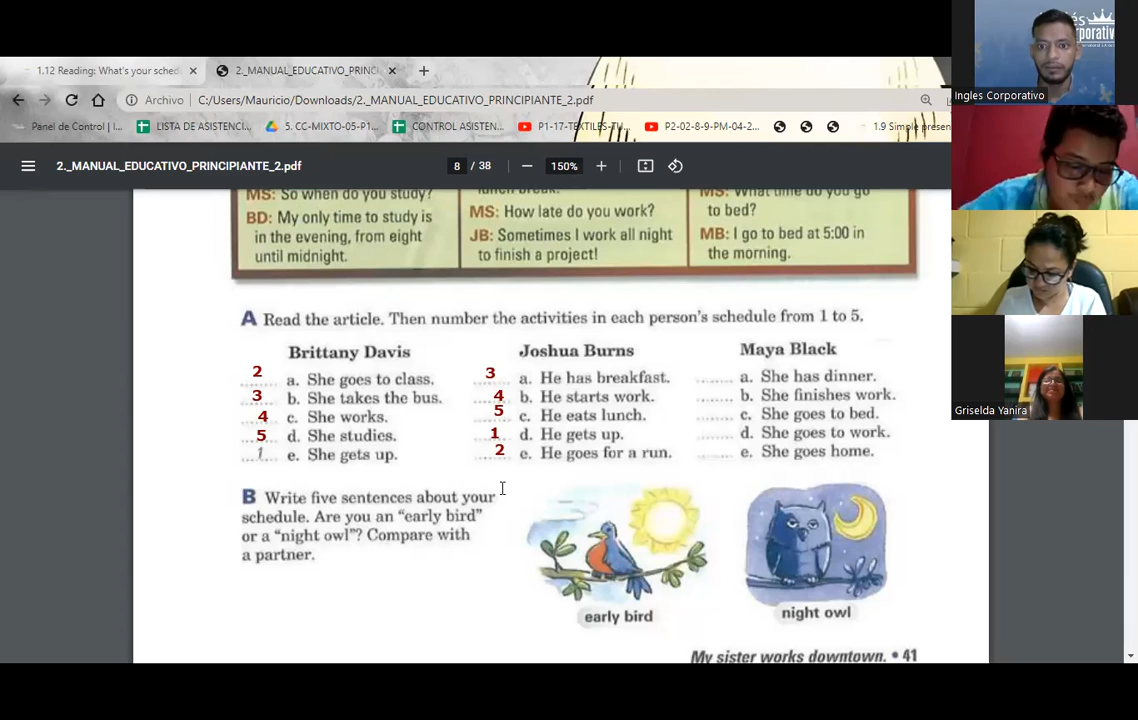 és
orporativ
Ingles Corporativo
1.12 Reading: What's your sched
2._MANUAL_EDUCATIVO_PRINCI
Archivo
C:/Users/Mauricio/Downloads/2._MANUAL_EDUCATIVO_PRINCIPIANTE_2.pdf
Panel de Control | I...
LISTA DE ASISTENCI...
5. CC-MIXTO-05-P1...
CONTROL ASISTEN...
P1-17-TEXTILES-TU...
P2-02-8-9-PM-04-2...
1.9 Simple presen
2._MANUAL_EDUCATIVO_PRINCIPIANTE_2.pdf
8 / 38
150%
MS: So when do you study?
BD: My only time to study is
in the evening, from eight
until midnight.
lunch break.
MS: How late do you work?
JB: Sometimes I work all night
to finish a project!
MS: What time do you go
to bed?
MB: I go to bed at 5:00 in
the morning.
A Read the article. Then number the activities in each person's schedule from 1 to 5.
Brittany Davis
2 a. She goes to class.
3 b. She takes the bus.
4 c. She works.
5 d. She studies.
1 e. She gets up.
Joshua Burns
3 a. He has breakfast.
4 b. He starts work.
5 c. He eats lunch.
1 d. He gets up.
2 e. He goes for a run.
Maya Black
a. She has dinner.
b. She finishes work.
c. She goes to bed.
d. She goes to work.
e. She goes home.
B Write five sentences about your
schedule. Are you an "early bird"
or a "night owl"? Compare with
a partner.
early bird
night owl
My sister works downtown. • 41
Griselda Yanira